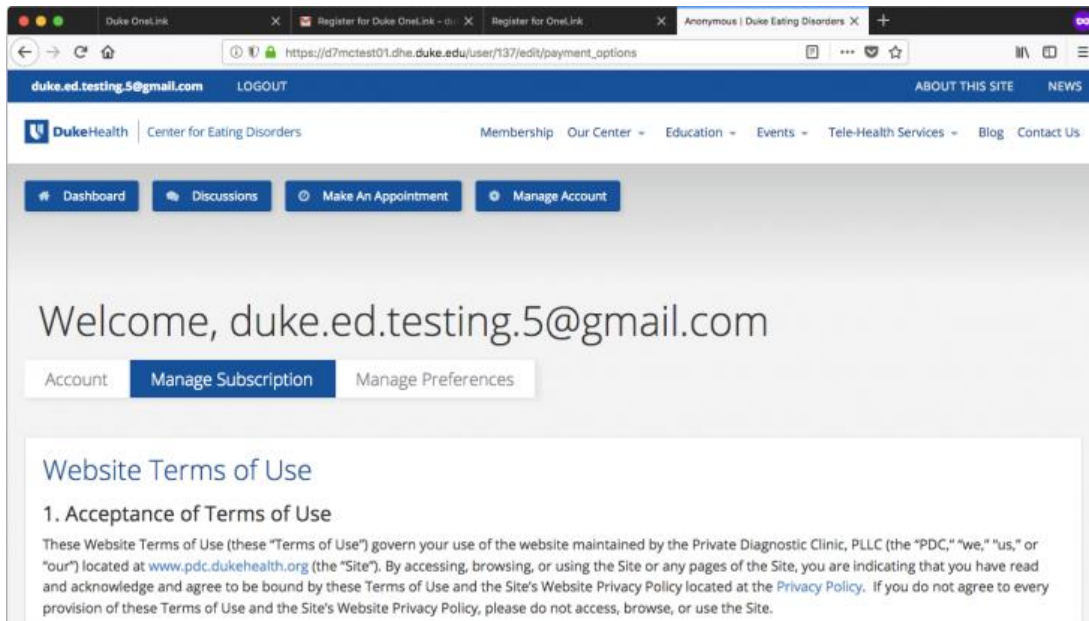 Duke OneLink
Register for Duke OneLink -
Register for OneLink
Anonymous | Duke Eating Disorders
https://d7mctest01.dhe.duke.edu/user/137/edit/payment_options
duke.ed.testing.5@gmail.com LOGOUT ABOUT THIS SITE NEWS
DukeHealth Center for Eating Disorders Membership Our Center Education Events Tele-Health Services Blog Contact Us
Dashboard Discussions Make An Appointment Manage Account
Welcome, duke.ed.testing.5@gmail.com
Account Manage Subscription Manage Preferences
Website Terms of Use
1. Acceptance of Terms of Use
These Website Terms of Use (these “Terms of Use”) govern your use of the website maintained by the Private Diagnostic Clinic, PLLC (the “PDC,” “we,” “us,” or
“our”) located at www.pdc.dukehealth.org (the “Site”). By accessing, browsing, or using the Site or any pages of the Site, you are indicating that you have read
and acknowledge and agree to be bound by these Terms of Use and the Site’s Website Privacy Policy located at the Privacy Policy. If you do not agree to every
provision of these Terms of Use and the Site’s Website Privacy Policy, please do not access, browse, or use the Site.